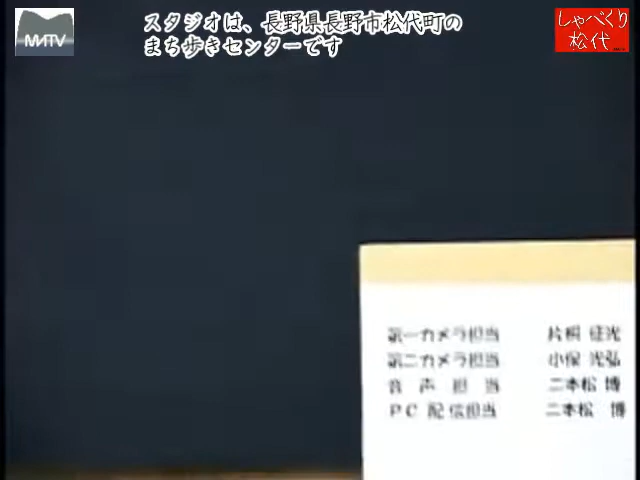 MATV
スタジオは、長野県長野市松代町の
まち歩きセンターです
しゃべくり
松代
第一カメラ担当 片桐 征光
第二カメラ担当 小保 光弘
音声担当 二本松 博
PC配信担当 二本松 博